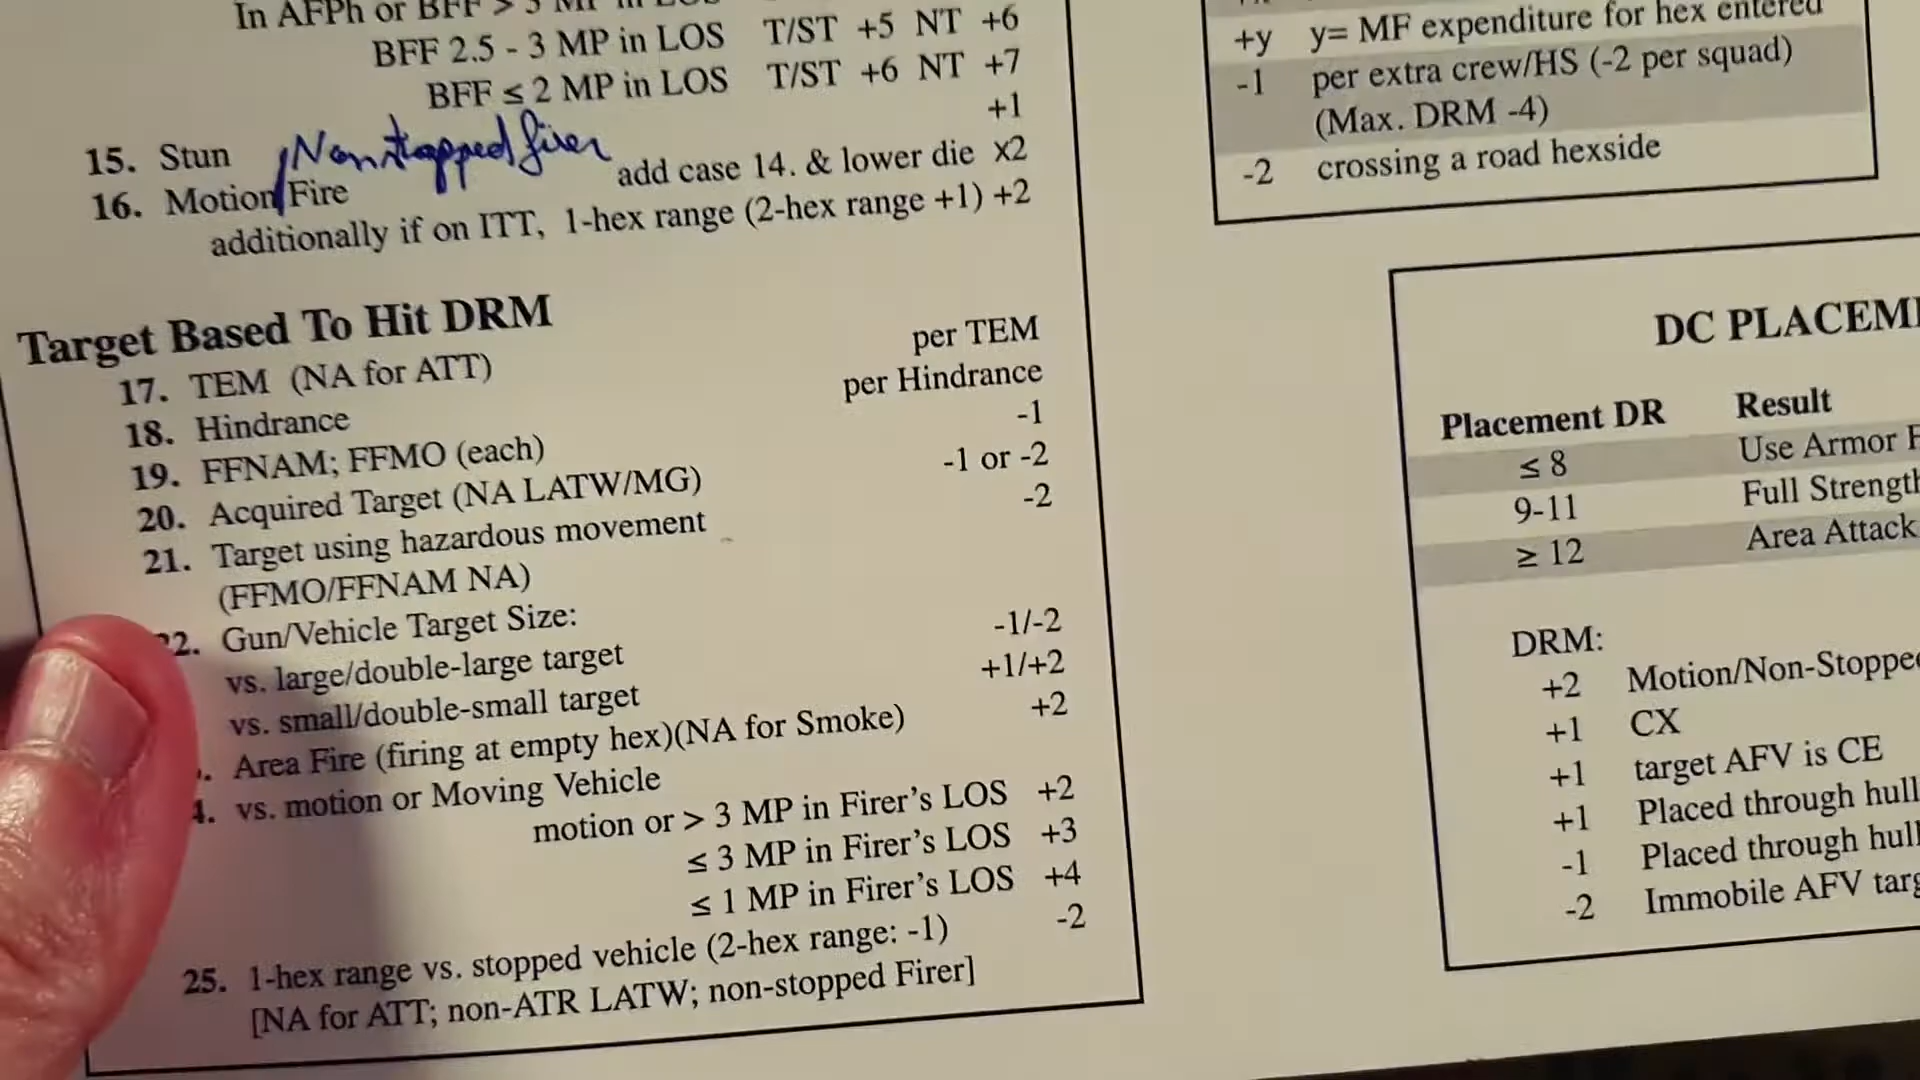 In AFPh or BFF > 3 MP in LOS
BFF 2.5 - 3 MP in LOS T/ST +5 NT +6
BFF ≤ 2 MP in LOS T/ST +6 NT +7
15. Stun +1
Nonstopped firer
16. Motion/Fire add case 14. & lower die x2
additionally if on ITT, 1-hex range (2-hex range +1) +2
Target Based To Hit DRM
17. TEM (NA for ATT) per TEM
18. Hindrance per Hindrance
19. FFNAM; FFMO (each) -1
20. Acquired Target (NA LATW/MG) -1 or -2
21. Target using hazardous movement -2
(FFMO/FFNAM NA)
22. Gun/Vehicle Target Size:
vs. large/double-large target -1/-2
vs. small/double-small target +1/+2
. Area Fire (firing at empty hex)(NA for Smoke) +2
4. vs. motion or Moving Vehicle
motion or > 3 MP in Firer's LOS +2
≤ 3 MP in Firer's LOS +3
≤ 1 MP in Firer's LOS +4
25. 1-hex range vs. stopped vehicle (2-hex range: -1) -2
[NA for ATT; non-ATR LATW; non-stopped Firer]
+y y= MF expenditure for hex entered
-1 per extra crew/HS (-2 per squad)
(Max. DRM -4)
-2 crossing a road hexside
DC PLACEM
Placement DR Result
≤ 8 Use Armor
9-11 Full Strength
≥ 12 Area Attack
DRM:
+2 Motion/Non-Stopped
+1 CX
+1 target AFV is CE
+1 Placed through hull
-1 Placed through hull
-2 Immobile AFV targ